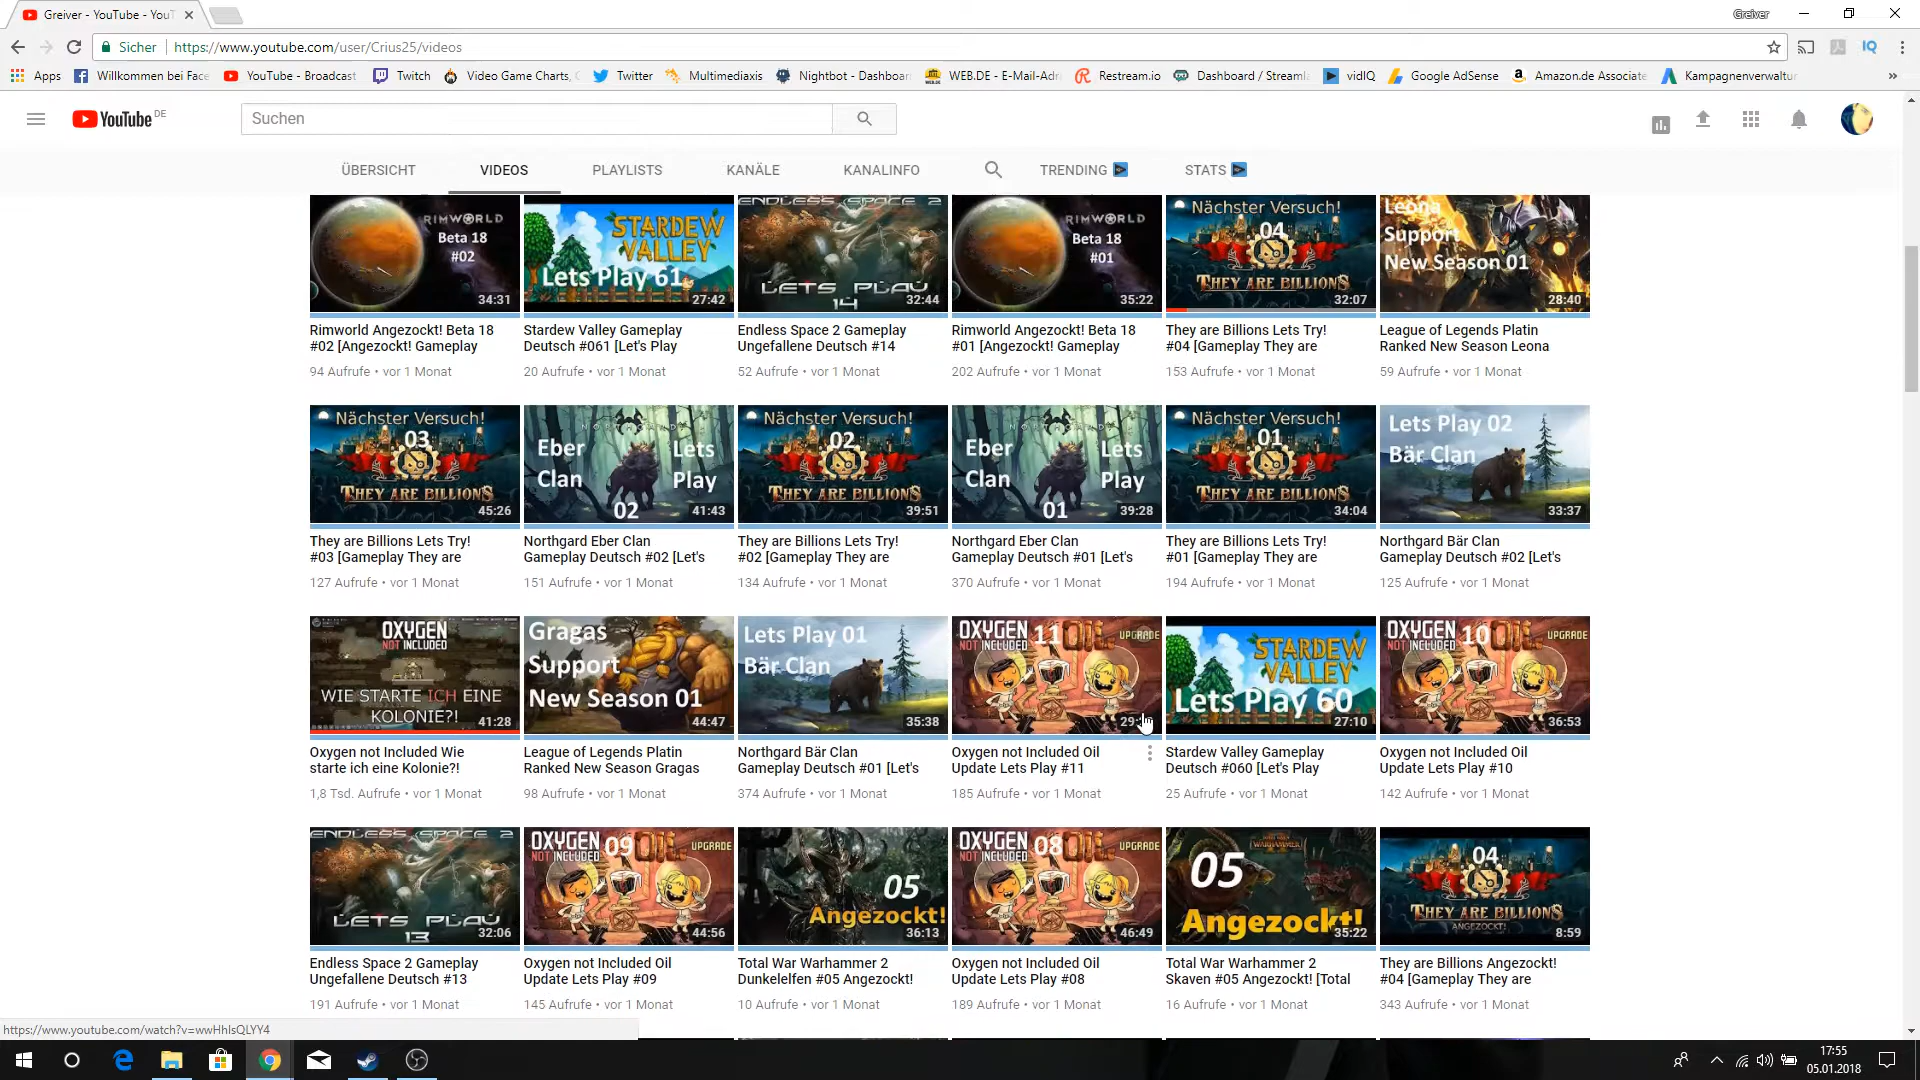 Greiver - YouTube - YouT
Greiver
Sicher
https://www.youtube.com/user/Crius25/videos
IQ
Apps
Willkommen bei Face
YouTube - Broadcast
Twitch
Video Game Charts, G
Twitter
Multimediaxis
Nightbot - Dashboar
WEB.DE - E-Mail-Adr
Restream.io
Dashboard / Streamla
vidIQ
Google AdSense
Amazon.de Associate
Kampagnenverwaltur
YouTube DE
Suchen
ÜBERSICHT
VIDEOS
PLAYLISTS
KANÄLE
KANALINFO
TRENDING
STATS
RIMWORLD
Beta 18
#02
34:31
STARDEW
VALLEY
Lets Play 61
27:42
ENDLESS SPACE 2
LETS PLAY
14
32:44
RIMWORLD
Beta 18
#01
35:22
Nächster Versuch!
04
THEY ARE BILLIONS
32:07
Leona
Support
New Season 01
28:40
Rimworld Angezockt! Beta 18
#02 [Angezockt! Gameplay
94 Aufrufe • vor 1 Monat
Stardew Valley Gameplay
Deutsch #061 [Let's Play
20 Aufrufe • vor 1 Monat
Endless Space 2 Gameplay
Ungefallene Deutsch #14
52 Aufrufe • vor 1 Monat
Rimworld Angezockt! Beta 18
#01 [Angezockt! Gameplay
202 Aufrufe • vor 1 Monat
They are Billions Lets Try!
#04 [Gameplay They are
153 Aufrufe • vor 1 Monat
League of Legends Platin
Ranked New Season Leona
59 Aufrufe • vor 1 Monat
Nächster Versuch!
03
THEY ARE BILLIONS
45:26
NORTHGARD
Eber
Clan
Lets
Play
02
41:43
Nächster Versuch!
02
THEY ARE BILLIONS
39:51
NORTHGARD
Eber
Clan
Lets
Play
01
39:28
Nächster Versuch!
01
THEY ARE BILLIONS
34:04
Lets Play 02
Bär Clan
33:37
They are Billions Lets Try!
#03 [Gameplay They are
127 Aufrufe • vor 1 Monat
Northgard Eber Clan
Gameplay Deutsch #02 [Let's
151 Aufrufe • vor 1 Monat
They are Billions Lets Try!
#02 [Gameplay They are
134 Aufrufe • vor 1 Monat
Northgard Eber Clan
Gameplay Deutsch #01 [Let's
370 Aufrufe • vor 1 Monat
They are Billions Lets Try!
#01 [Gameplay They are
194 Aufrufe • vor 1 Monat
Northgard Bär Clan
Gameplay Deutsch #02 [Let's
125 Aufrufe • vor 1 Monat
OXYGEN
NOT INCLUDED
WIE STARTE ICH EINE
KOLONIE?!
41:28
Gragas
Support
New Season 01
44:47
Lets Play 01
Bär Clan
35:38
OXYGEN
NOT INCLUDED
11
OIL
UPGRADE
STARDEW
VALLEY
Lets Play 60
27:10
OXYGEN
NOT INCLUDED
10
OIL
UPGRADE
36:53
Oxygen not Included Wie
starte ich eine Kolonie?!
1,8 Tsd. Aufrufe • vor 1 Monat
League of Legends Platin
Ranked New Season Gragas
98 Aufrufe • vor 1 Monat
Northgard Bär Clan
Gameplay Deutsch #01 [Let's
374 Aufrufe • vor 1 Monat
Oxygen not Included Oil
Update Lets Play #11
185 Aufrufe • vor 1 Monat
Stardew Valley Gameplay
Deutsch #060 [Let's Play
25 Aufrufe • vor 1 Monat
Oxygen not Included Oil
Update Lets Play #10
142 Aufrufe • vor 1 Monat
ENDLESS SPACE 2
LETS PLAY
13
32:06
OXYGEN
NOT INCLUDED
09
OIL
UPGRADE
44:56
05
Angezockt!
36:13
OXYGEN
NOT INCLUDED
08
OIL
UPGRADE
46:49
WARHAMMER
05
Angezockt!
35:22
04
THEY ARE BILLIONS
ANGEZOCKT!
8:59
Endless Space 2 Gameplay
Ungefallene Deutsch #13
191 Aufrufe • vor 1 Monat
Oxygen not Included Oil
Update Lets Play #09
145 Aufrufe • vor 1 Monat
Total War Warhammer 2
Dunkelelfen #05 Angezockt!
10 Aufrufe • vor 1 Monat
Oxygen not Included Oil
Update Lets Play #08
189 Aufrufe • vor 1 Monat
Total War Warhammer 2
Skaven #05 Angezockt! [Total
16 Aufrufe • vor 1 Monat
They are Billions Angezockt!
#04 [Gameplay They are
343 Aufrufe • vor 1 Monat
https://www.youtube.com/watch?v=wwHhIsQLYY4
17:55
05.01.2018